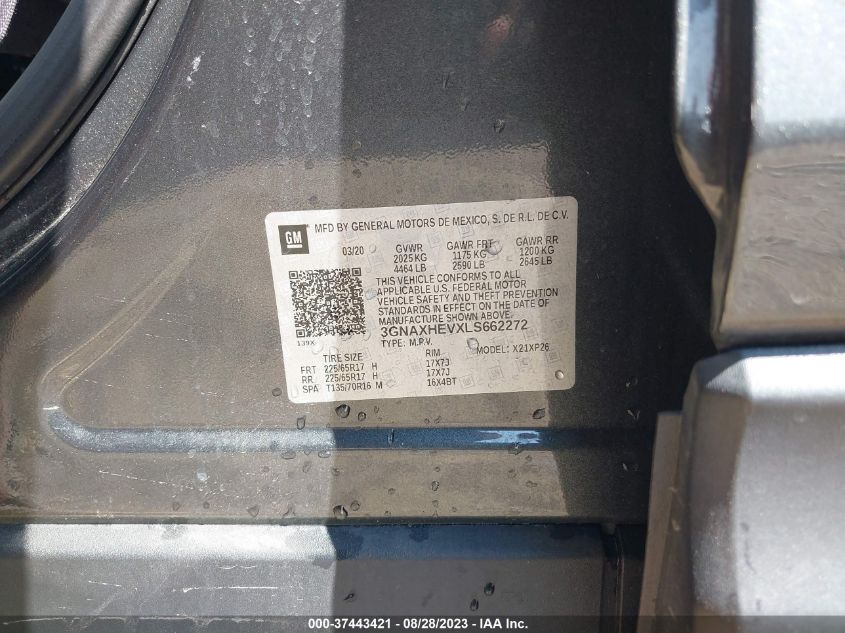 GM
MFD BY GENERAL MOTORS DE MEXICO, S. DE R.L. DE C.V.
03/20 GVWR GAWR FRT GAWR RR
2025 KG 1175 KG 1200 KG
4464 LB 2590 LB 2645 LB
THIS VEHICLE CONFORMS TO ALL
APPLICABLE U.S. FEDERAL MOTOR
VEHICLE SAFETY AND THEFT PREVENTION
STANDARDS IN EFFECT ON THE DATE OF
MANUFACTURE SHOWN ABOVE.
139X
3GNAXHEVXLS662272
TYPE: M.P.V. MODEL: X21XP26
TIRE SIZE RIM
FRT 225/65R17 H 17X7J
RR 225/65R17 H 17X7J
SPA T135/70R16 M 16X4BT
000-37443421 - 08/28/2023 - IAAI.com